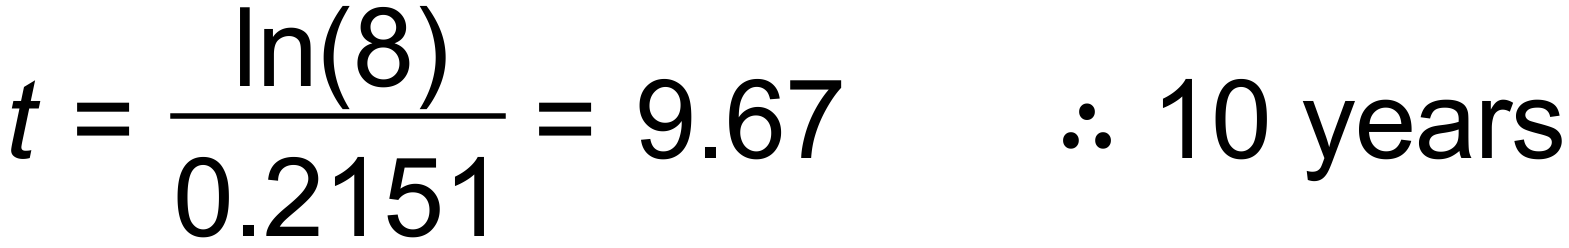 t = ln(8)/0.2151 = 9.67 ∴ 10 years